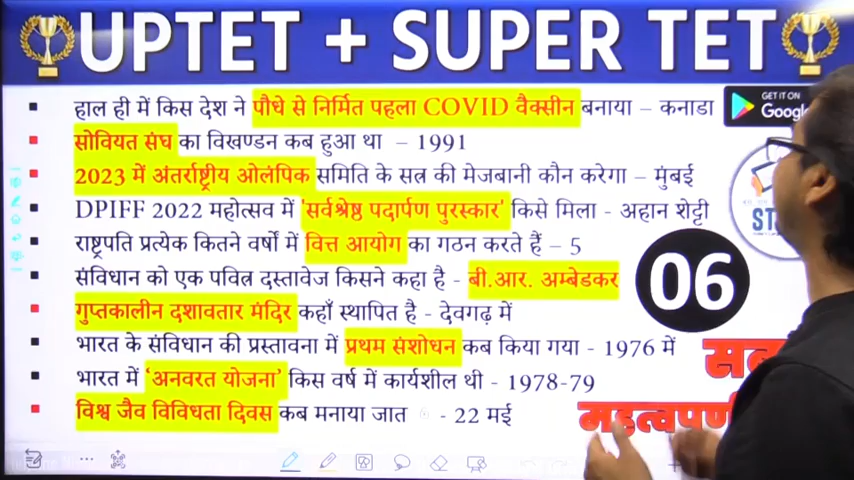 UPTET + SUPER TET
हाल ही में किस देश ने पौधे से निर्मित पहला COVID वैक्सीन बनाया – कनाडा
GET IT ON
Google
सोवियत संघ का विखण्डन कब हुआ था – 1991
2023 में अंतर्राष्ट्रीय ओलंपिक समिति के सत्र की मेजबानी कौन करेगा – मुंबई
DPIFF 2022 महोत्सव में 'सर्वश्रेष्ठ पदार्पण पुरस्कार' किसे मिला - अहान शेट्टी
राष्ट्रपति प्रत्येक कितने वर्षों में वित्त आयोग का गठन करते हैं – 5
संविधान को एक पवित्र दस्तावेज किसने कहा है - बी.आर. अम्बेडकर
06
गुप्तकालीन दशावतार मंदिर कहाँ स्थापित है - देवगढ़ में
भारत के संविधान की प्रस्तावना में प्रथम संशोधन कब किया गया - 1976 में
भारत में ‘अनवरत योजना’ किस वर्ष में कार्यशील थी - 1978-79
विश्व जैव विविधता दिवस कब मनाया जात - 22 मई